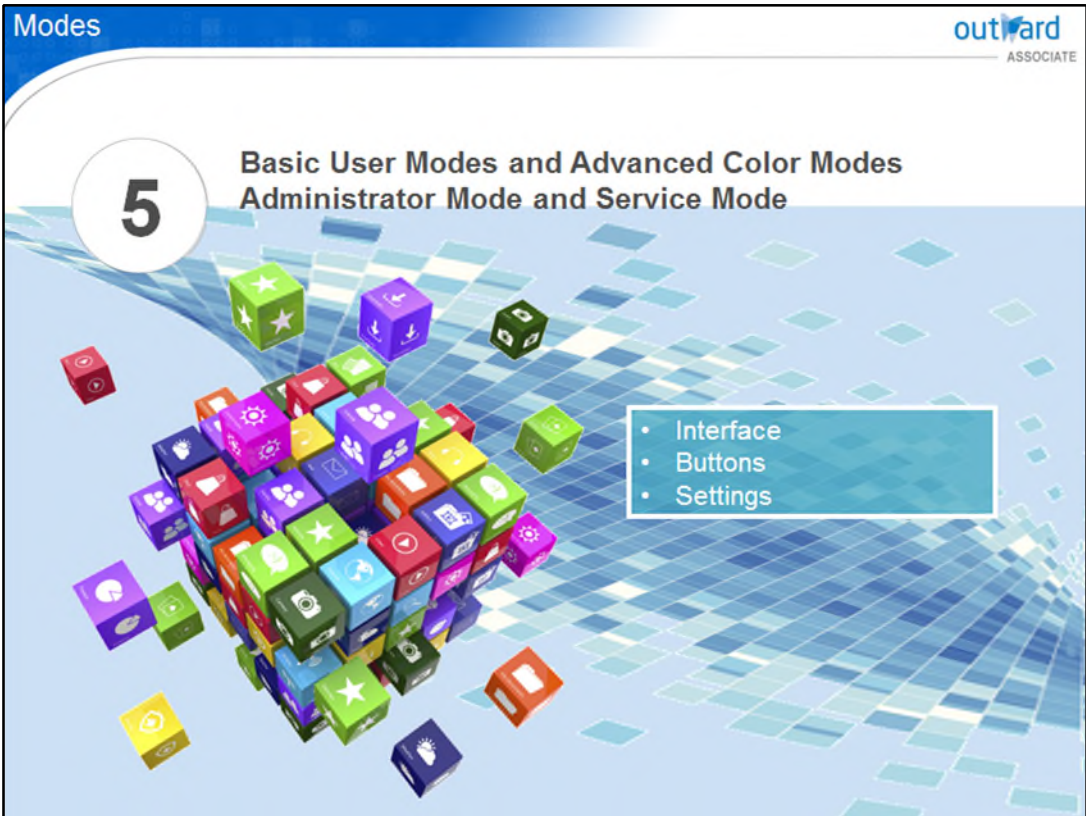 Modes
outward
ASSOCIATE
5
Basic User Modes and Advanced Color Modes
Administrator Mode and Service Mode
• Interface
• Buttons
• Settings